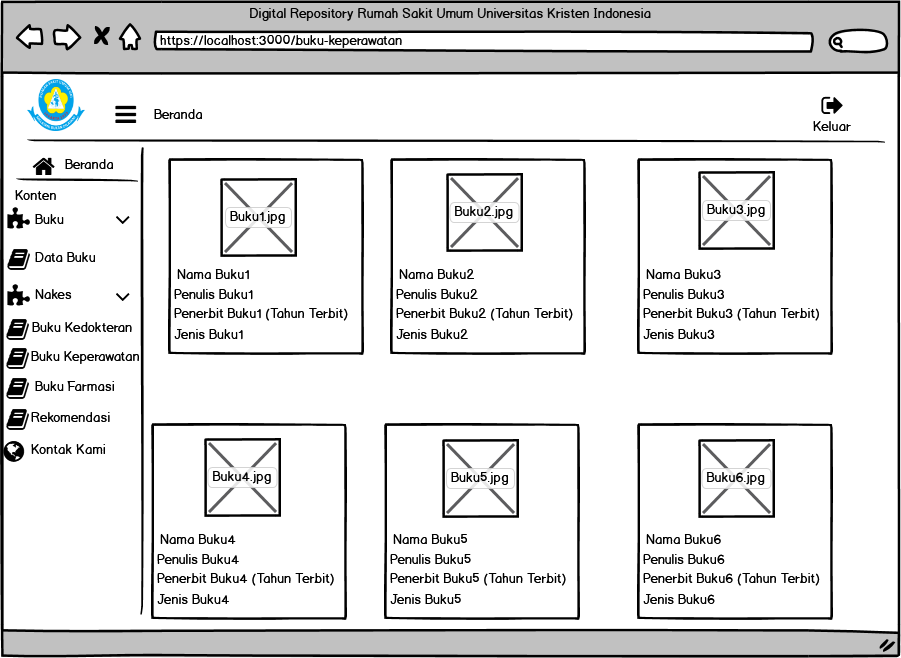 Digital Repository Rumah Sakit Umum Universitas Kristen Indonesia
https://localhost:3000/buku-keperawatan
Beranda
Keluar
Beranda
Konten
Buku
Data Buku
Nakes
Buku Kedokteran
Buku Keperawatan
Buku Farmasi
Rekomendasi
Kontak Kami
Buku1.jpg
Nama Buku1
Penulis Buku1
Penerbit Buku1 (Tahun Terbit)
Jenis Buku1
Buku2.jpg
Nama Buku2
Penulis Buku2
Penerbit Buku2 (Tahun Terbit)
Jenis Buku2
Buku3.jpg
Nama Buku3
Penulis Buku3
Penerbit Buku3 (Tahun Terbit)
Jenis Buku3
Buku4.jpg
Nama Buku4
Penulis Buku4
Penerbit Buku4 (Tahun Terbit)
Jenis Buku4
Buku5.jpg
Nama Buku5
Penulis Buku5
Penerbit Buku5 (Tahun Terbit)
Jenis Buku5
Buku6.jpg
Nama Buku6
Penulis Buku6
Penerbit Buku6 (Tahun Terbit)
Jenis Buku6